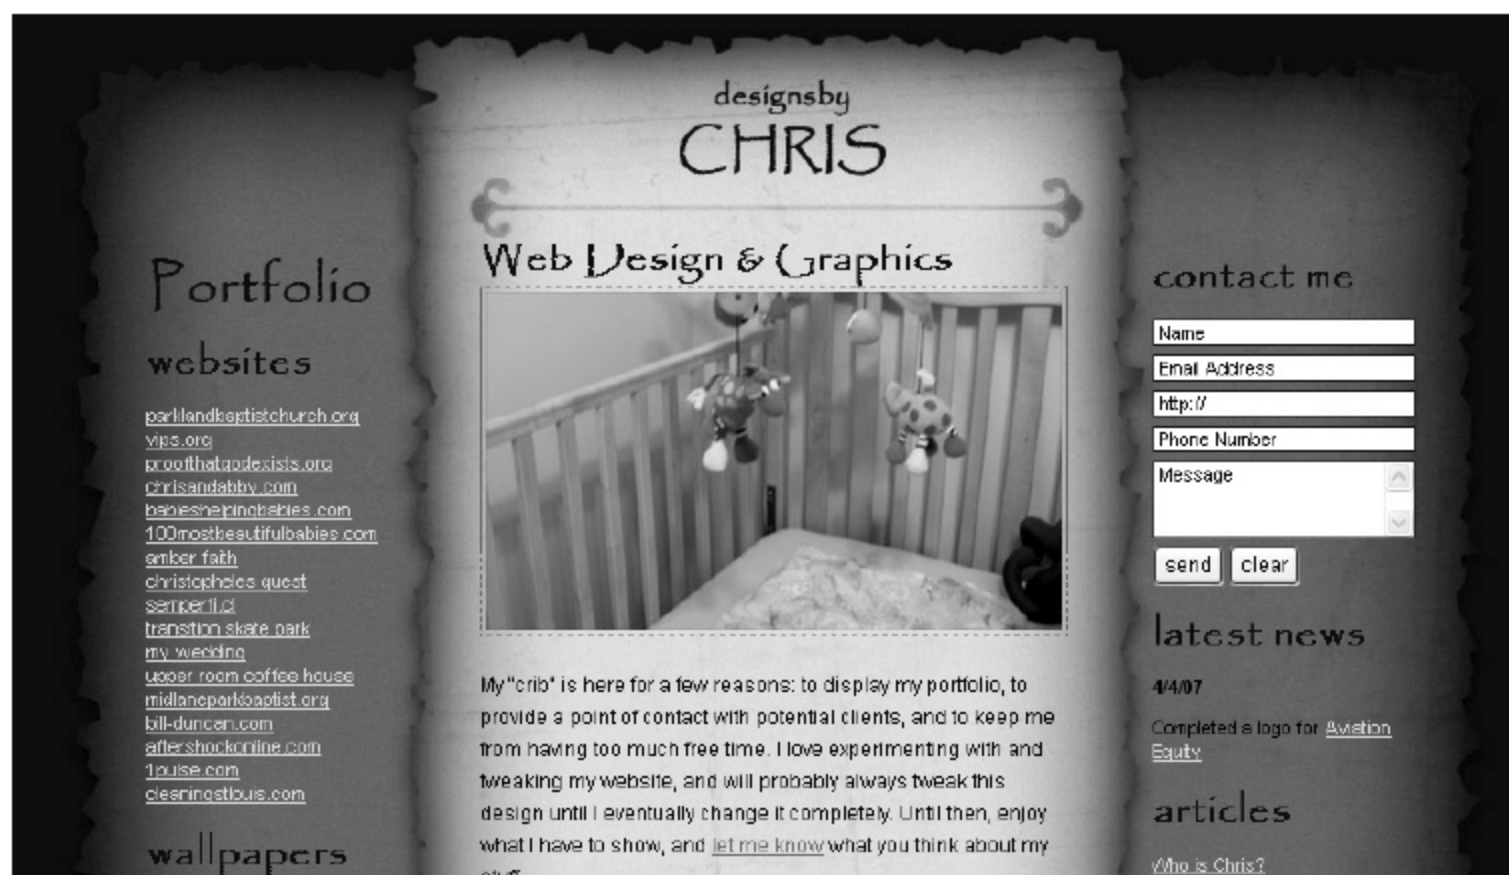 designsby
CHRIS
Portfolio
websites
parklandbaptistchurch.org
vips.org
proofthatgodexists.org
chrisandabby.com
babieshelpingbabies.com
100mostbeautifulbabies.com
amber faith
christopheles quest
semperfi.cl
transition skate park
my wedding
upper room coffee house
midlaneparkbaptist.org
bill-duncan.com
aftershockonline.com
1pulse.com
cleaningstlouis.com
wallpapers
Web Design & Graphics
My "crib" is here for a few reasons: to display my portfolio, to
provide a point of contact with potential clients, and to keep me
from having too much free time. I love experimenting with and
tweaking my website, and will probably always tweak this
design until I eventually change it completely. Until then, enjoy
what I have to show, and let me know what you think about my
contact me
Name
Email Address
http://
Phone Number
Message
send clear
latest news
4/4/07
Completed a logo for Aviation
Equity
articles
Who is Chris?